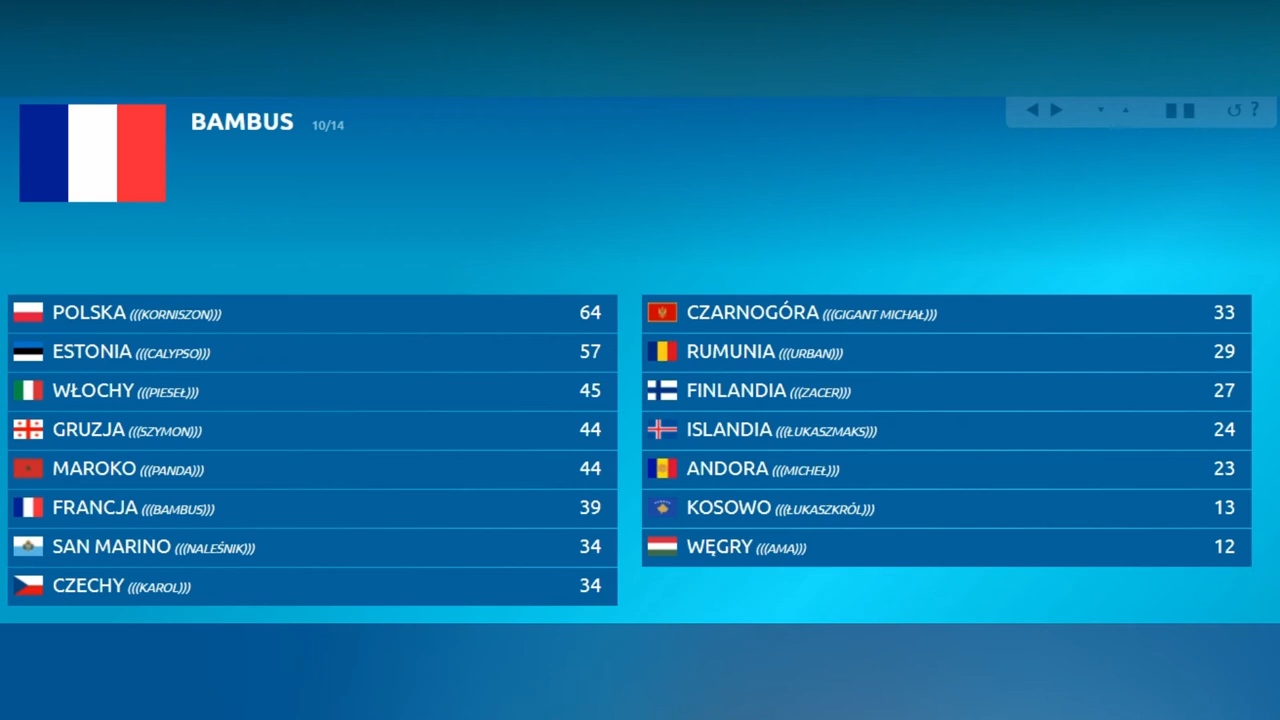 BAMBUS 10/14
?
POLSKA (((KORNISZON))) 64
ESTONIA (((CALYPSO))) 57
WŁOCHY (((PIESEŁ))) 45
GRUZJA (((SZYMON))) 44
MAROKO (((PANDA))) 44
FRANCJA (((BAMBUS))) 39
SAN MARINO (((NALEŚNIK))) 34
CZECHY (((KAROL))) 34
CZARNOGÓRA (((GIGANT MICHAŁ))) 33
RUMUNIA (((URBAN))) 29
FINLANDIA (((ZACER))) 27
ISLANDIA (((ŁUKASZMAKS))) 24
ANDORA (((MICHEŁ))) 23
KOSOWO (((ŁUKASZKRÓL))) 13
WĘGRY (((AMA))) 12